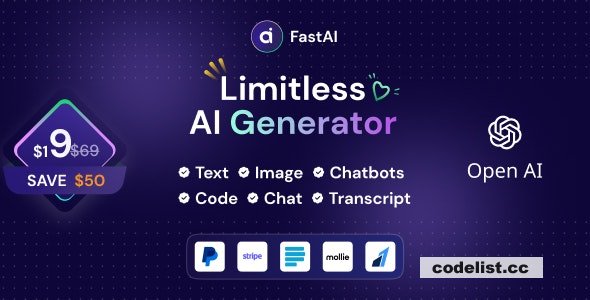 FastAI
Limitless
AI Generator
$19 $69
SAVE $50
Text Image Chatbots
Code Chat Transcript
Open AI
stripe
mollie
codelist.cc